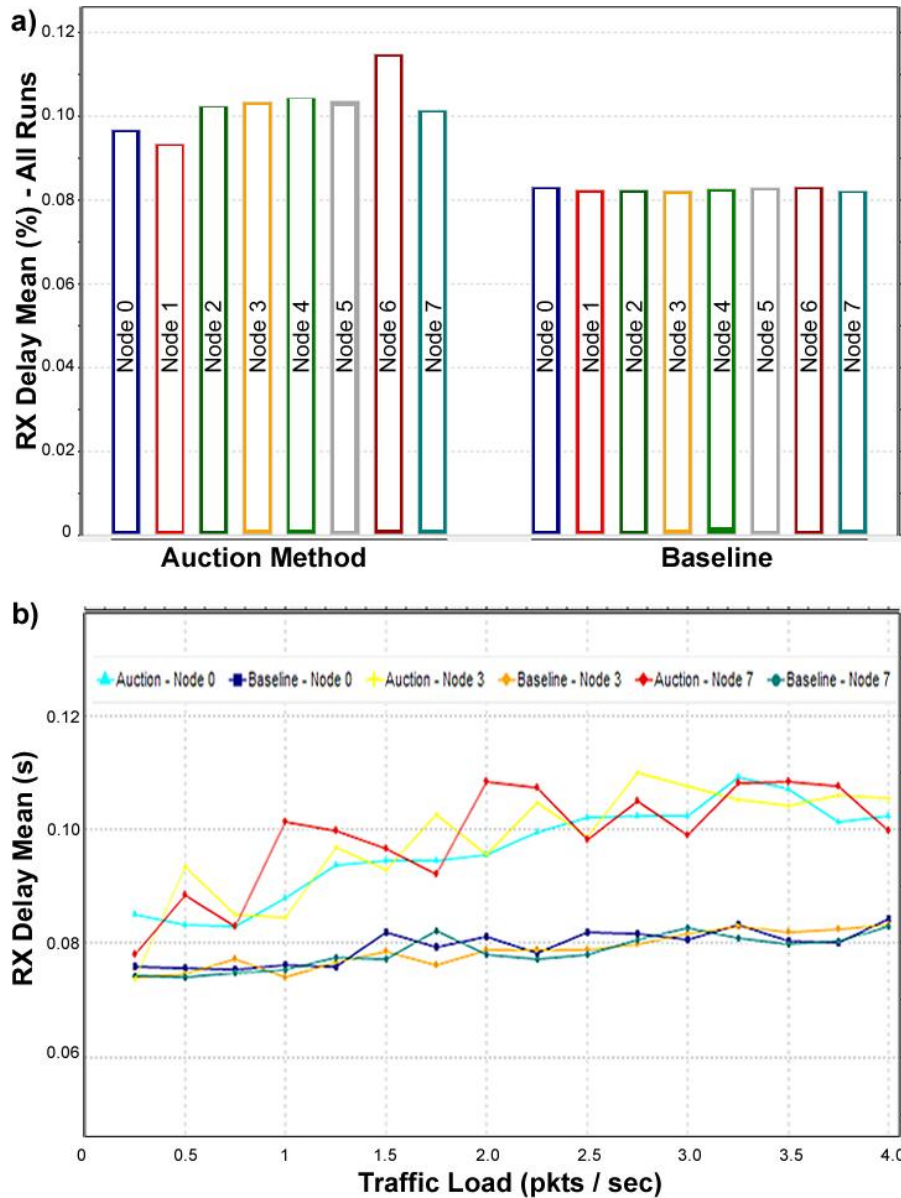 a)
RX Delay Mean (%) - All Runs
0.12
0.10
0.08
0.06
0.04
0.02
0
Node 0
Node 1
Node 2
Node 3
Node 4
Node 5
Node 6
Node 7
Node 0
Node 1
Node 2
Node 3
Node 4
Node 5
Node 6
Node 7
Auction Method
Baseline
b)
Auction - Node 0 Baseline - Node 0 Auction - Node 3 Baseline - Node 3 Auction - Node 7 Baseline - Node 7
RX Delay Mean (s)
0.12
0.10
0.08
0.06
0 0.5 1 1.5 2.0 2.5 3.0 3.5 4.0
Traffic Load (pkts / sec)